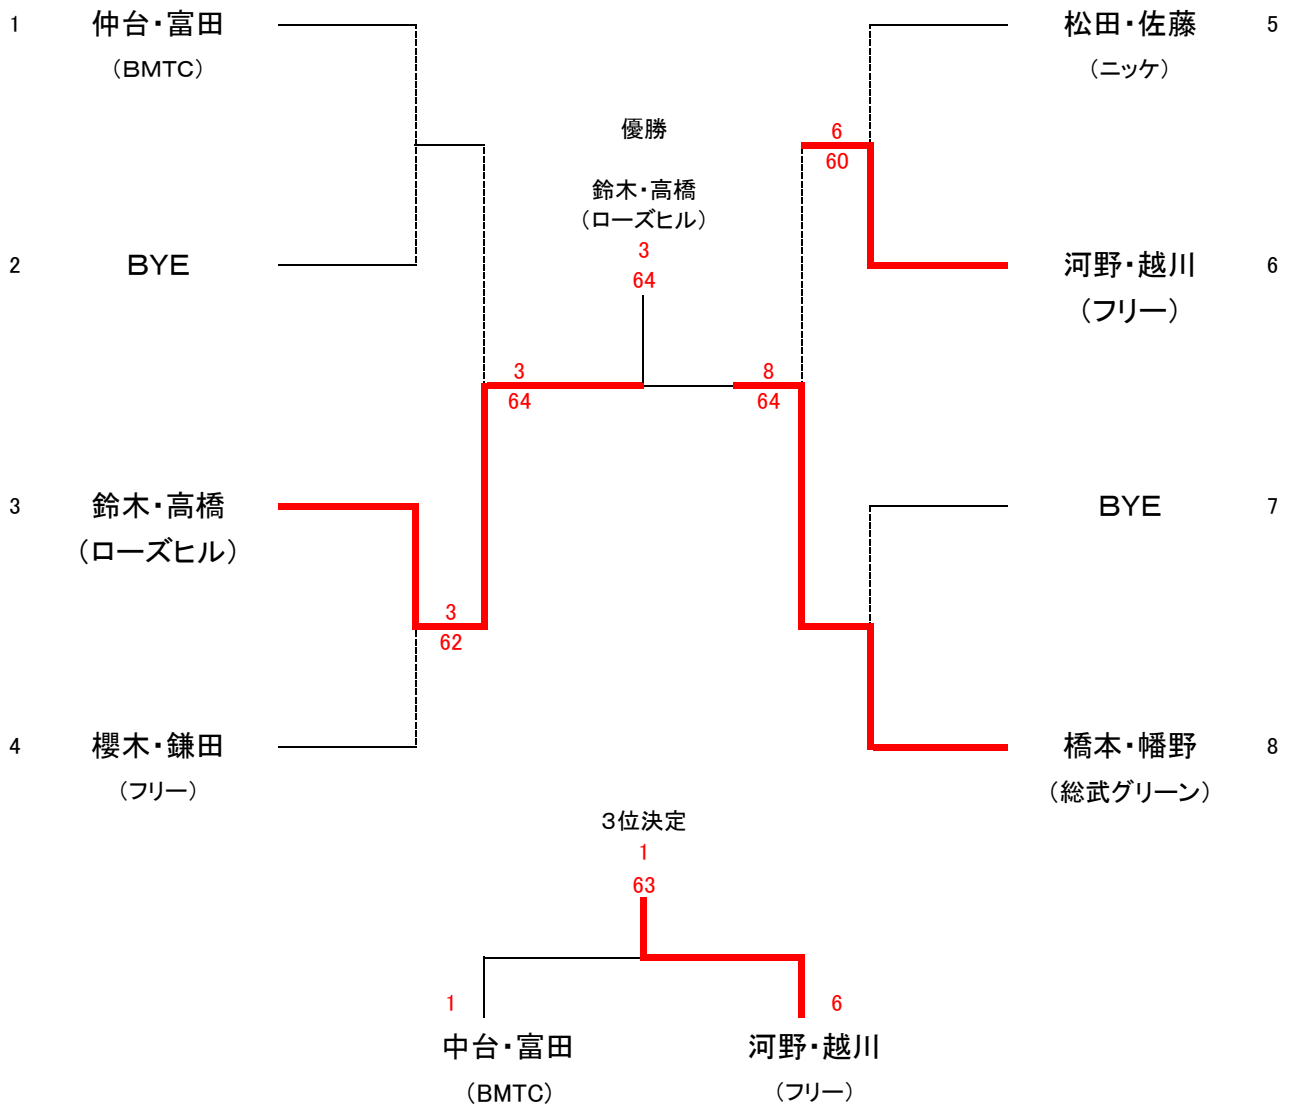 1 仲台・富田
（BMTC）
2 BYE
3 鈴木・高橋
（ローズヒル）
4 櫻木・鎌田
（フリー）
3
62
3
64
優勝
鈴木・高橋
（ローズヒル）
3
64
8
64
6
60
松田・佐藤 5
（ニッケ）
河野・越川 6
（フリー）
BYE 7
橋本・幡野 8
（総武グリーン）
３位決定
1
63
1
6
中台・富田
（BMTC）
河野・越川
（フリー）